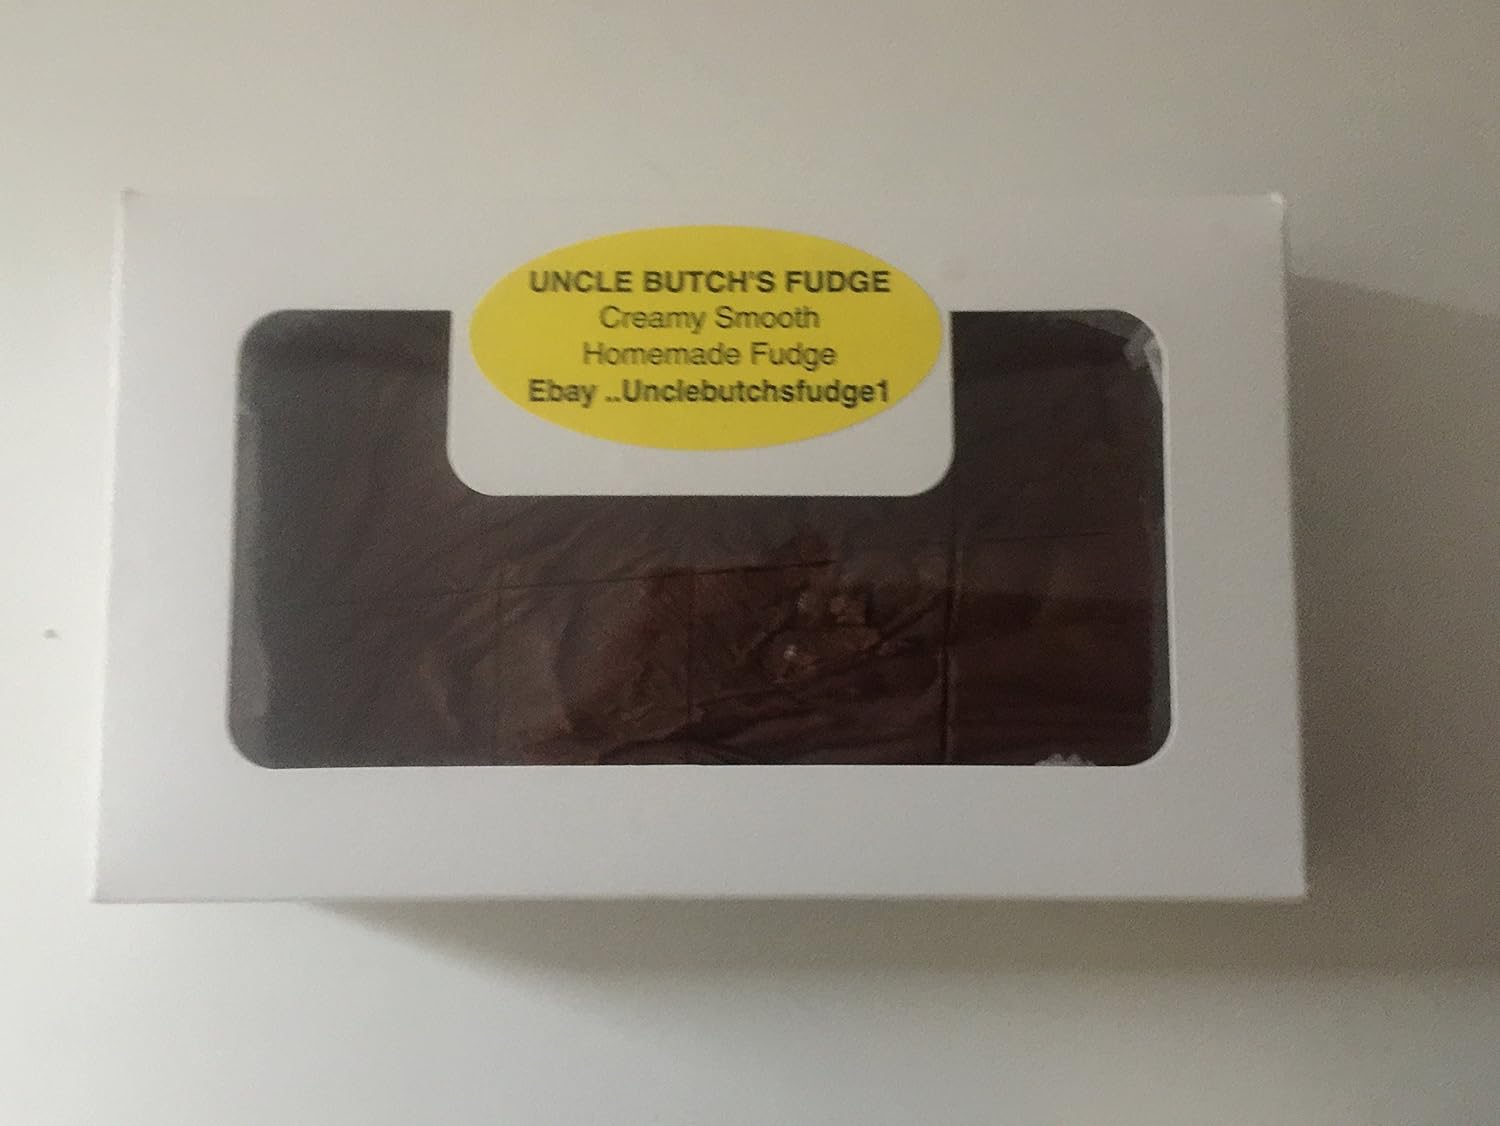 UNCLE BUTCH'S FUDGE
Creamy Smooth
Homemade Fudge
Ebay ..Unclebutchsfudge1